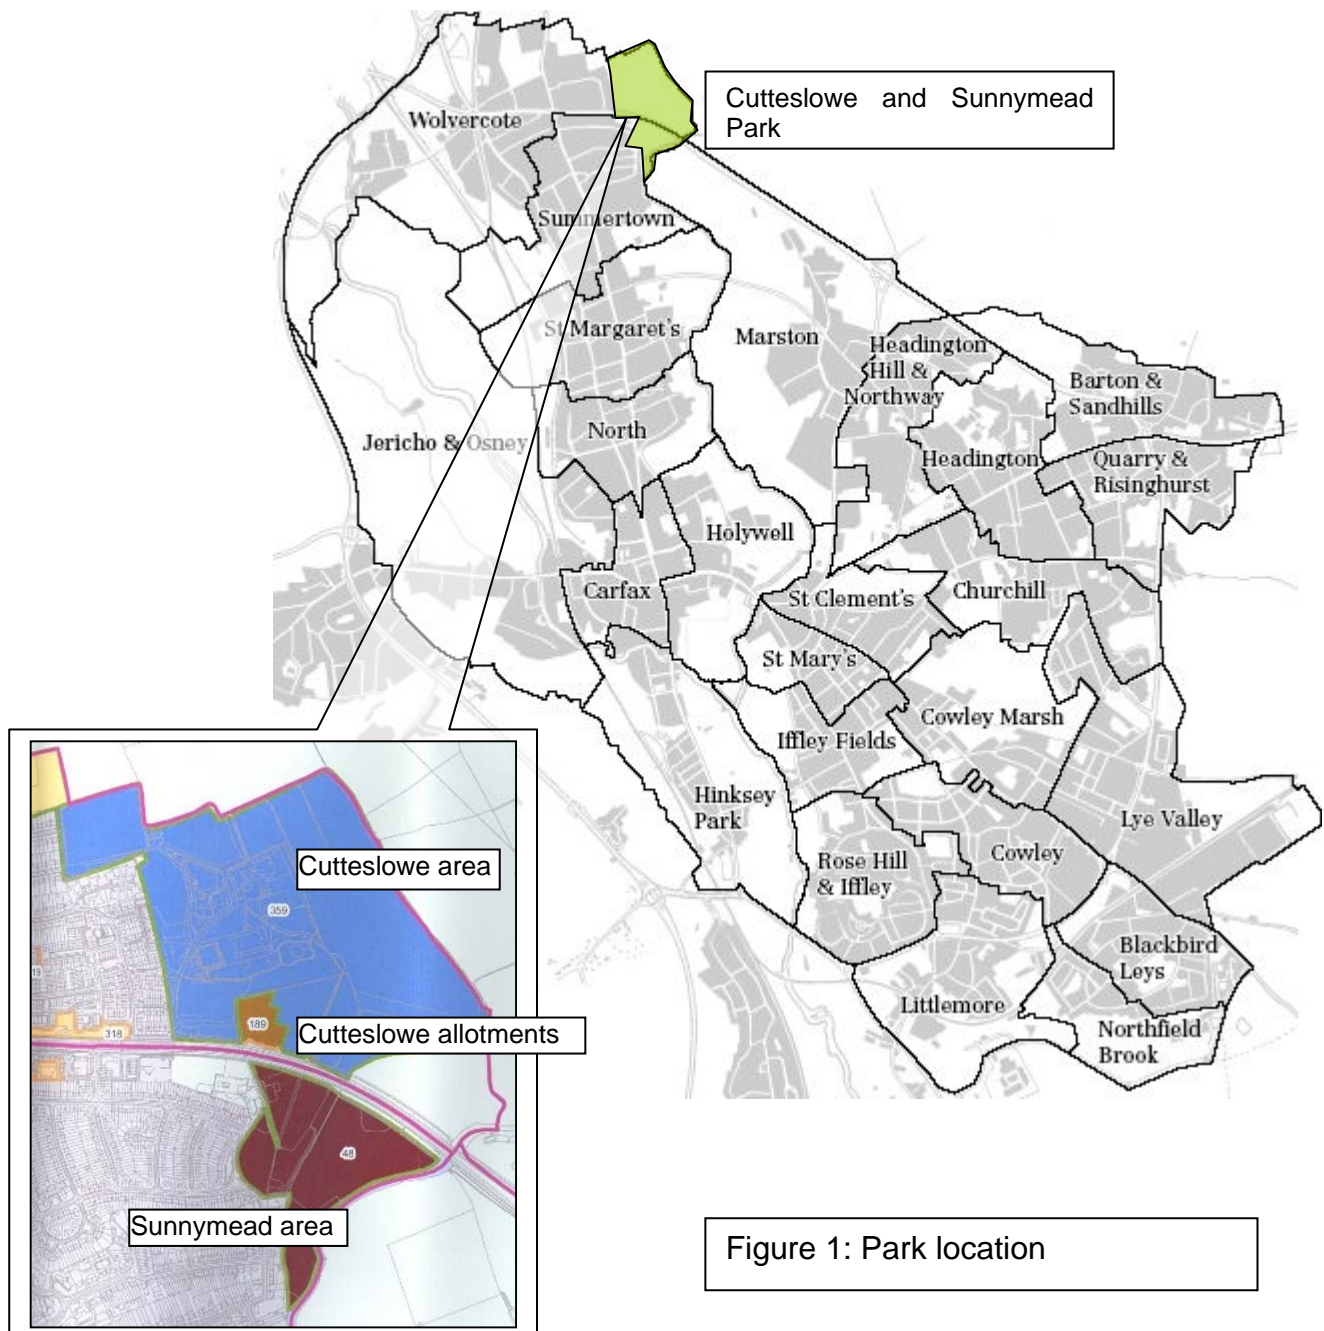 Cutteslowe and Sunnymead
Park
Wolvercote
Summertown
St Margaret's
Marston
Headington
Hill &
Northway
Barton &
Sandhills
Jericho & Osney
North
Headington
Quarry &
Risinghurst
Holywell
Carfax
St Clement's
Churchill
St Mary's
Cowley Marsh
Iffley Fields
Hinksey
Park
Lye Valley
Rose Hill
& Iffley
Cowley
Blackbird
Leys
Littlemore
Northfield
Brook
Cutteslowe area
359
19
189
318
Cutteslowe allotments
48
Sunnymead area
Figure 1: Park location